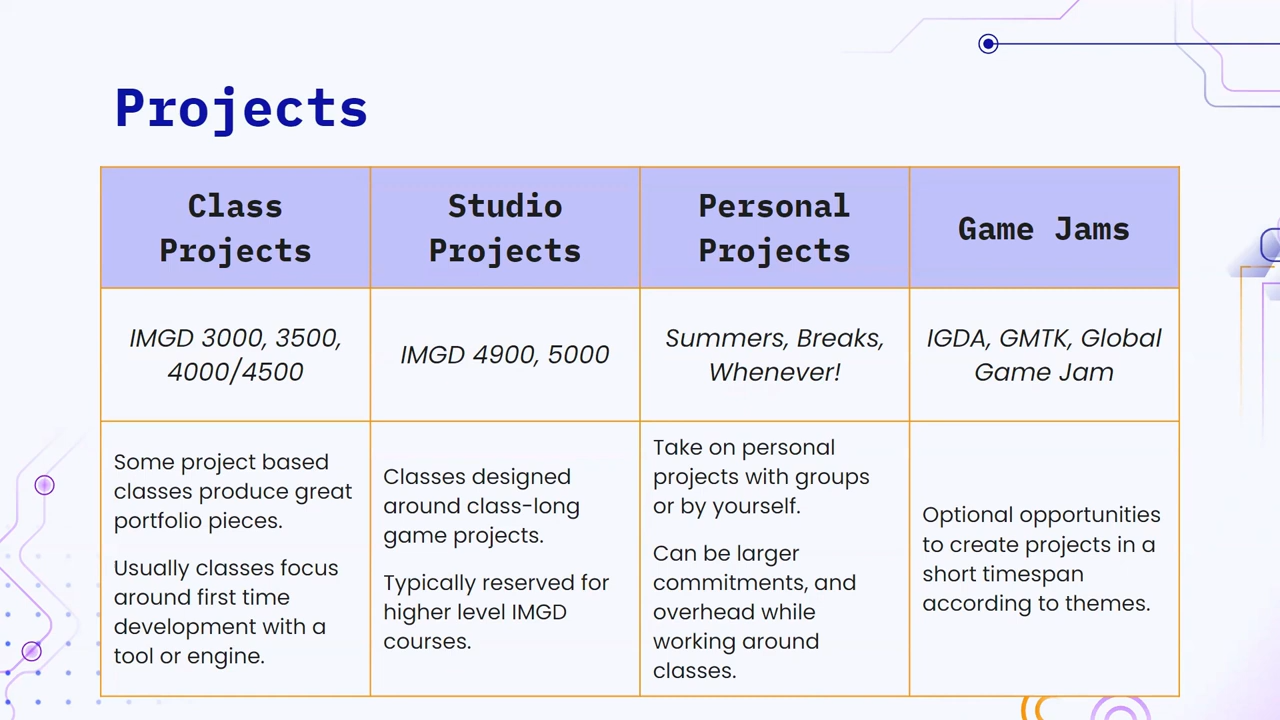 Projects
Class
Projects
Studio
Projects
Personal
Projects
Game Jams
IMGD 3000, 3500,
4000/4500
IMGD 4900, 5000
Summers, Breaks,
Whenever!
IGDA, GMTK, Global
Game Jam
Some project based
classes produce great
portfolio pieces.
Usually classes focus
around first time
development with a
tool or engine.
Classes designed
around class-long
game projects.
Typically reserved for
higher level IMGD
courses.
Take on personal
projects with groups
or by yourself.
Can be larger
commitments, and
overhead while
working around
classes.
Optional opportunities
to create projects in a
short timespan
according to themes.